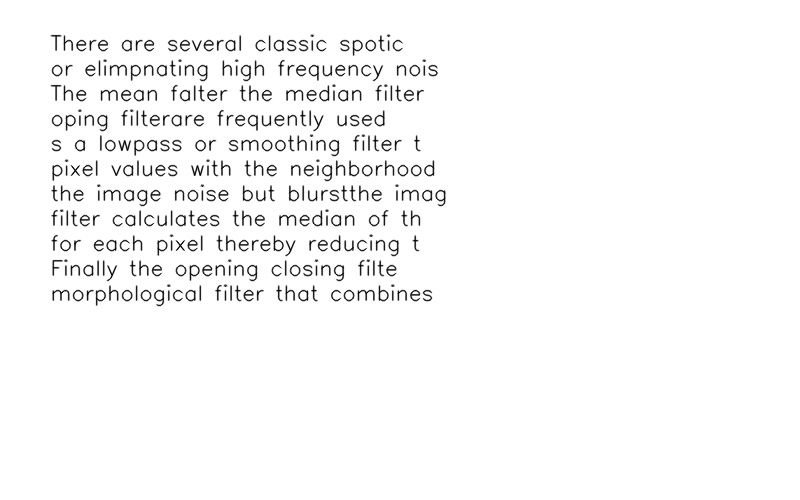 There are several classic spotic
or elimpnating high frequency nois
The mean falter the median filter
oping filterare frequently used
s a lowpass or smoothing filter t
pixel values with the neighborhood
the image noise but blurstthe imag
filter calculates the median of th
for each pixel thereby reducing t
Finally the opening closing filte
morphological filter that combines